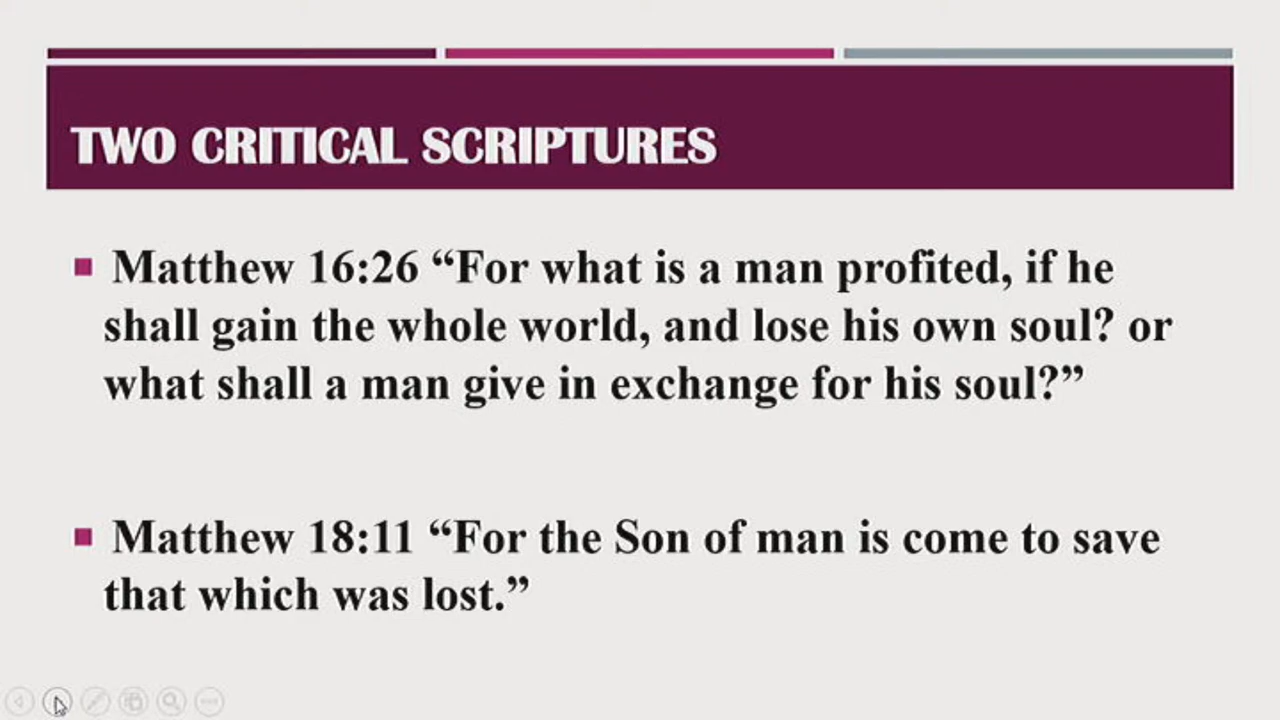 TWO CRITICAL SCRIPTURES
Matthew 16:26 “For what is a man profited, if he
shall gain the whole world, and lose his own soul? or
what shall a man give in exchange for his soul?”
Matthew 18:11 “For the Son of man is come to save
that which was lost.”